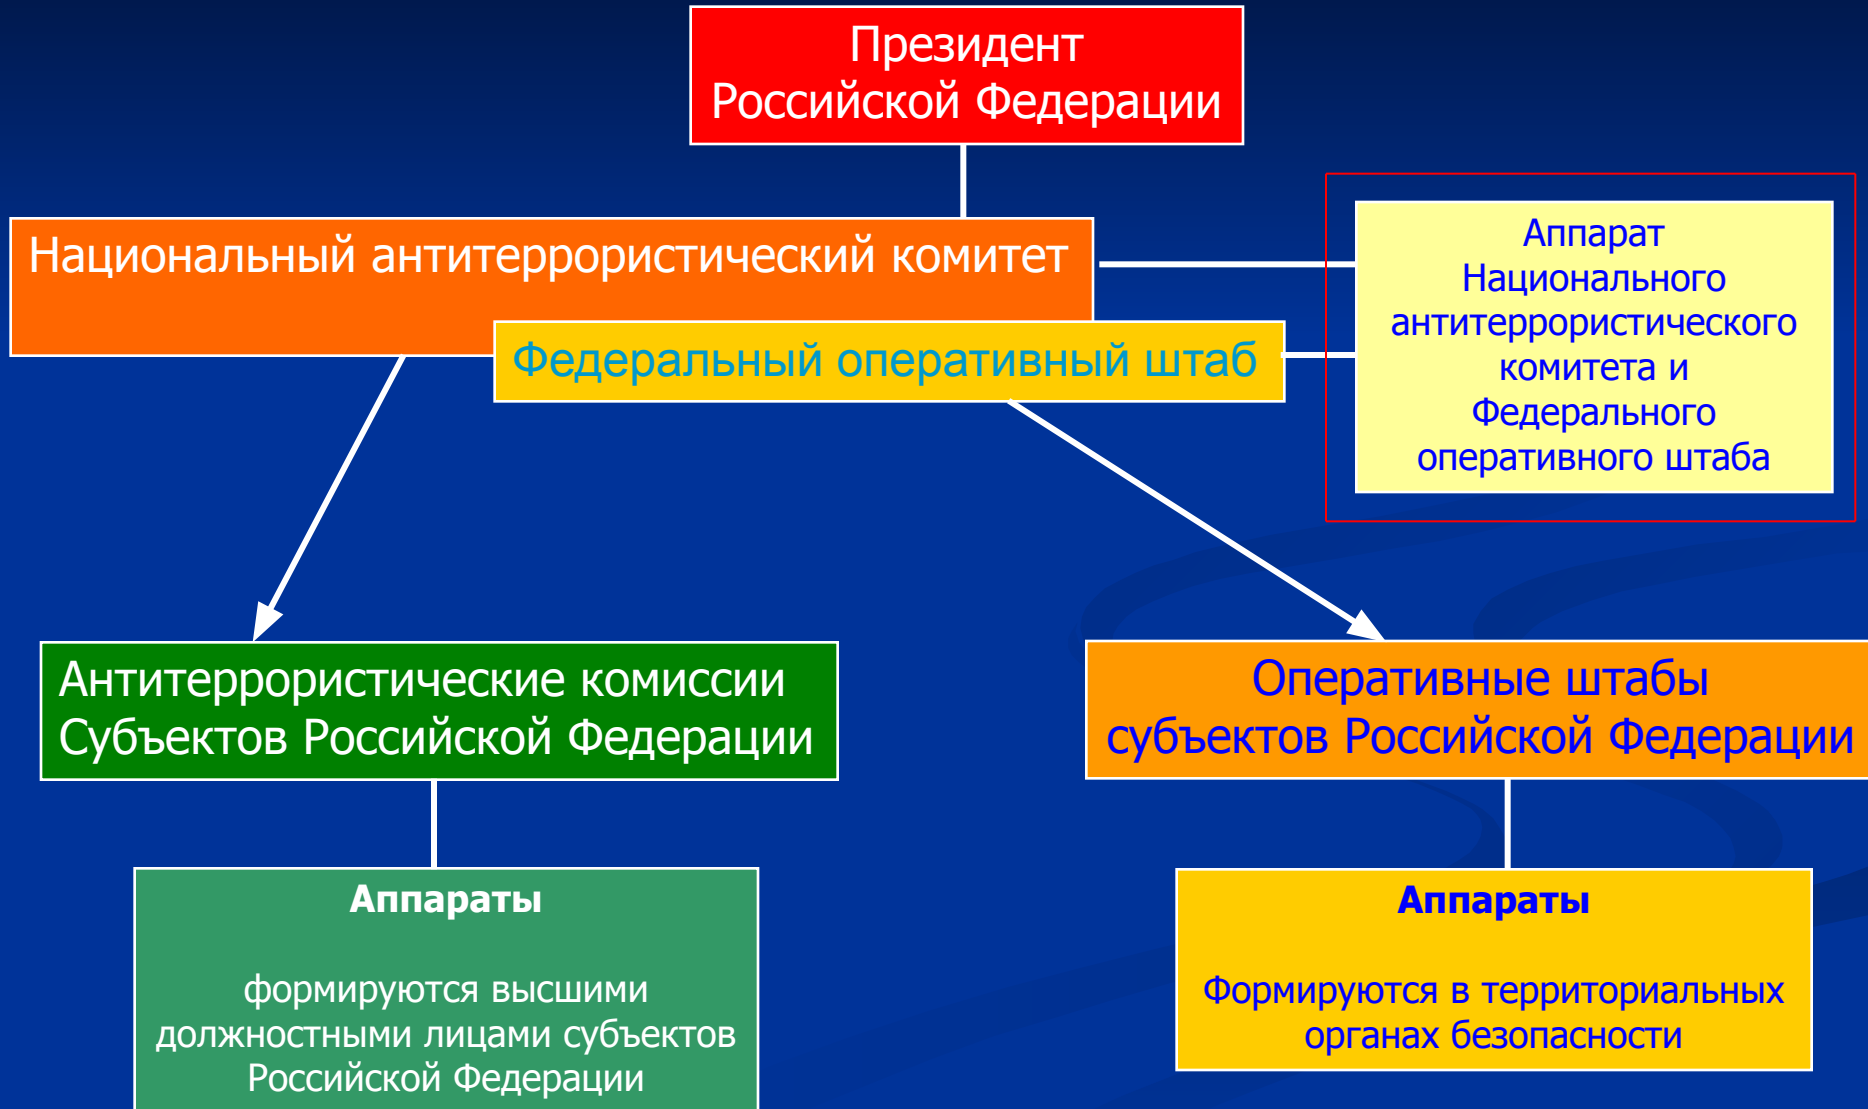 Президент
Российской Федерации
Национальный антитеррористический комитет
Федеральный оперативный штаб
Аппарат
Национального
антитеррористического
комитета и
Федерального
оперативного штаба
Антитеррористические комиссии
Субъектов Российской Федерации
Оперативные штабы
субъектов Российской Федерации
Аппараты
формируются высшими
должностными лицами субъектов
Российской Федерации
Аппараты
Формируются в территориальных
органах безопасности